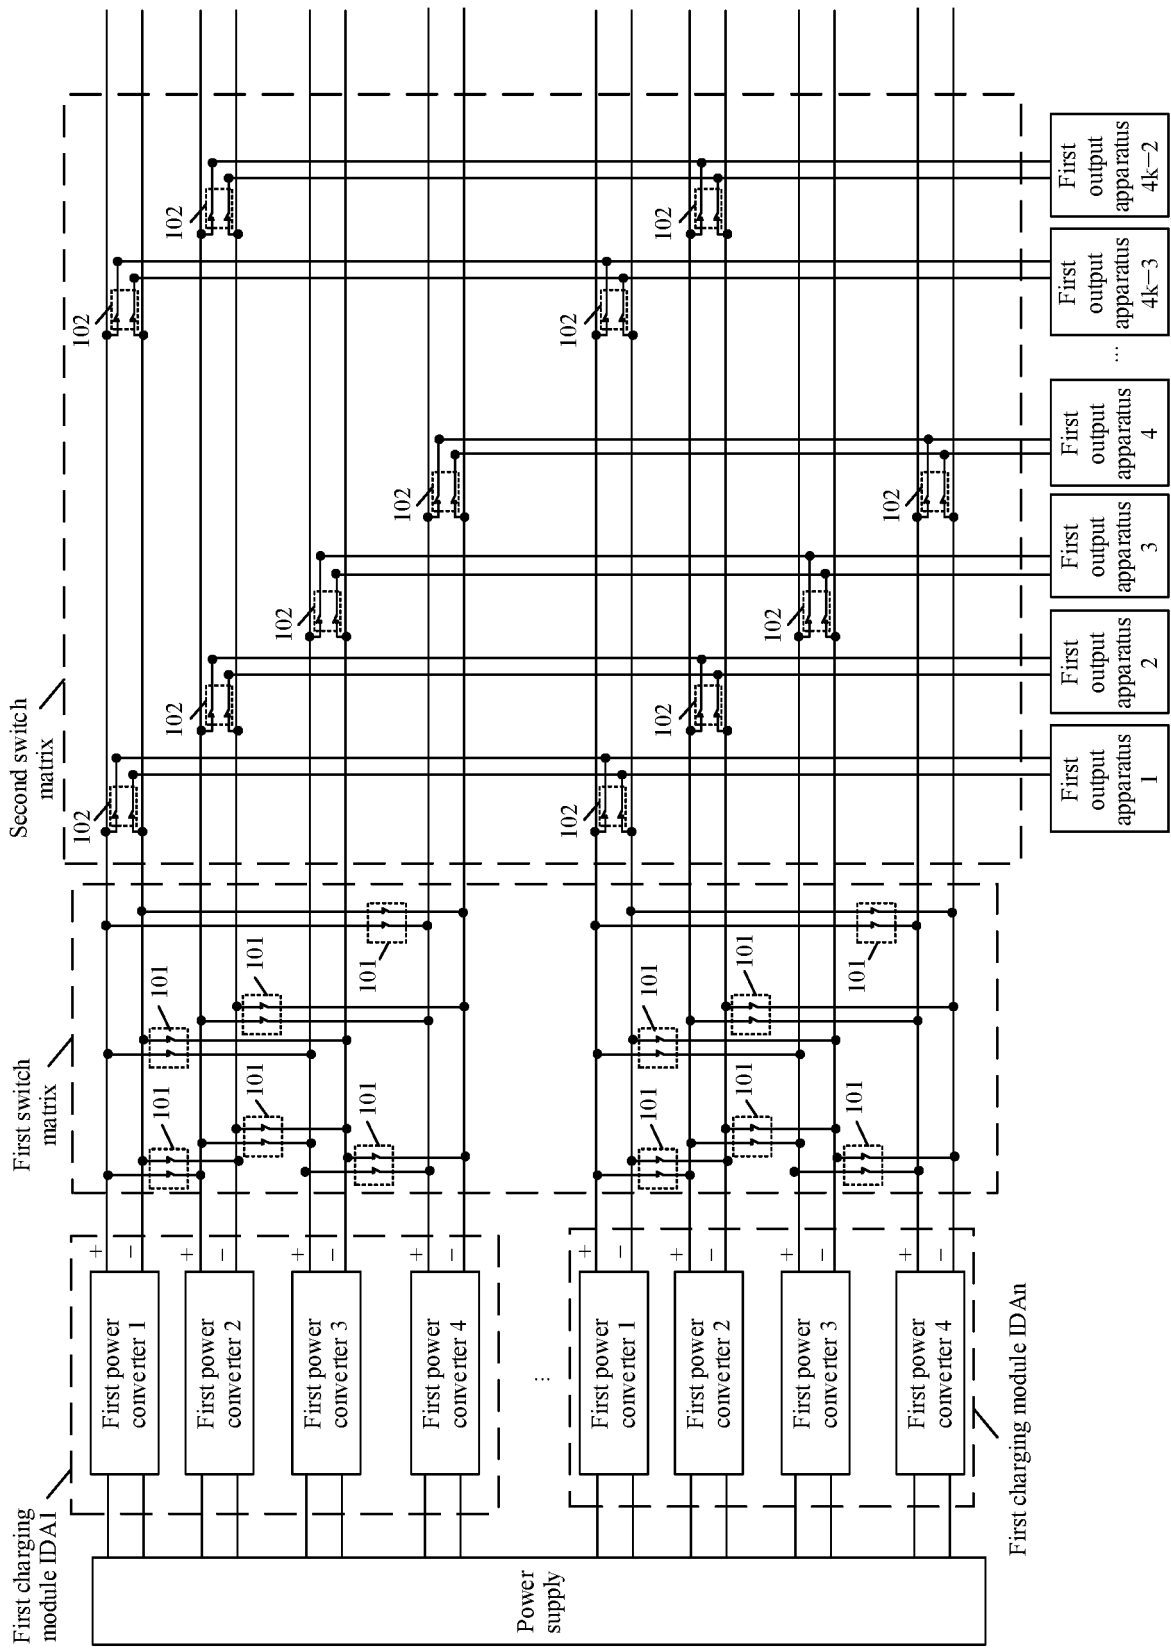 Power
supply
First charging
module IDA1
First power
converter 1
+
−
First power
converter 2
+
−
First power
converter 3
+
−
First power
converter 4
+
−
...
First charging module IDAn
First power
converter 1
+
−
First power
converter 2
+
−
First power
converter 3
+
−
First power
converter 4
+
−
First switch
matrix
101
101
101
101
101
101
101
101
101
101
101
101
Second switch
matrix
102
102
102
102
102
102
102
102
102
102
102
102
First
output
apparatus
1
First
output
apparatus
2
First
output
apparatus
3
First
output
apparatus
4
...
First
output
apparatus
4k−3
First
output
apparatus
4k−2